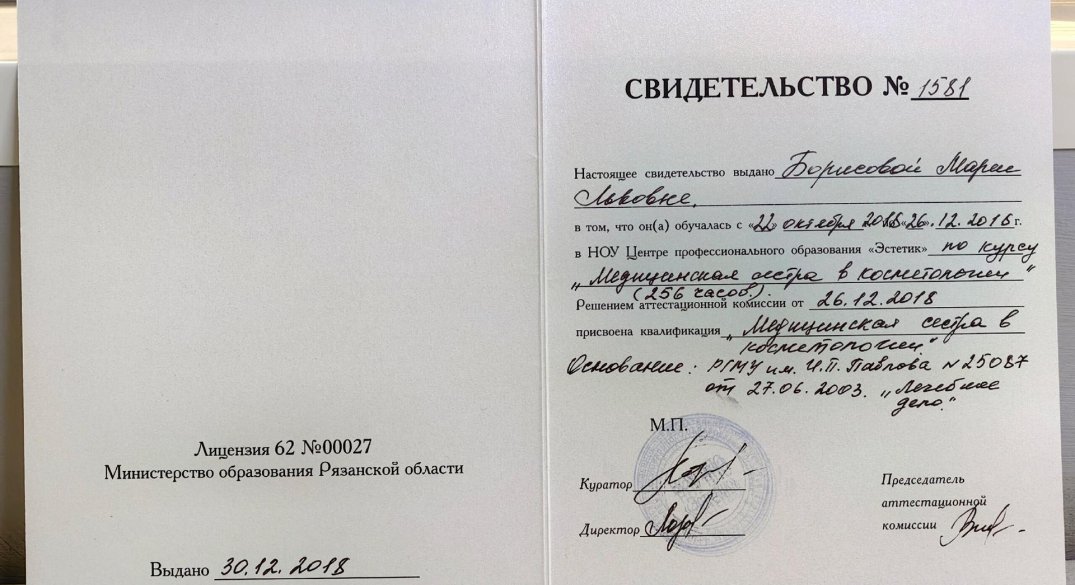 Лицензия 62 №00027
Министерство образования Рязанской области
Выдано 30.12.2018
СВИДЕТЕЛЬСТВО № 1581
Настоящее свидетельство выдано Борисовой Марии
Львовне,
в том, что он(а) обучалась с «22» октября 2018 по «26».12.2018 г.
в НОУ Центре профессионального образования «Эстетик» по курсу
„Медицинская сестра в косметологии“
(256 часов).
Решением аттестационной комиссии от 26.12.2018
присвоена квалификация „Медицинская сестра в
косметологии.“
Основание: РГМУ им. И.П. Павлова № 25087
от 27.06.2003. „Лечебное
дело.“
М.П.
Куратор
Директор
Председатель
аттестационной
комиссии